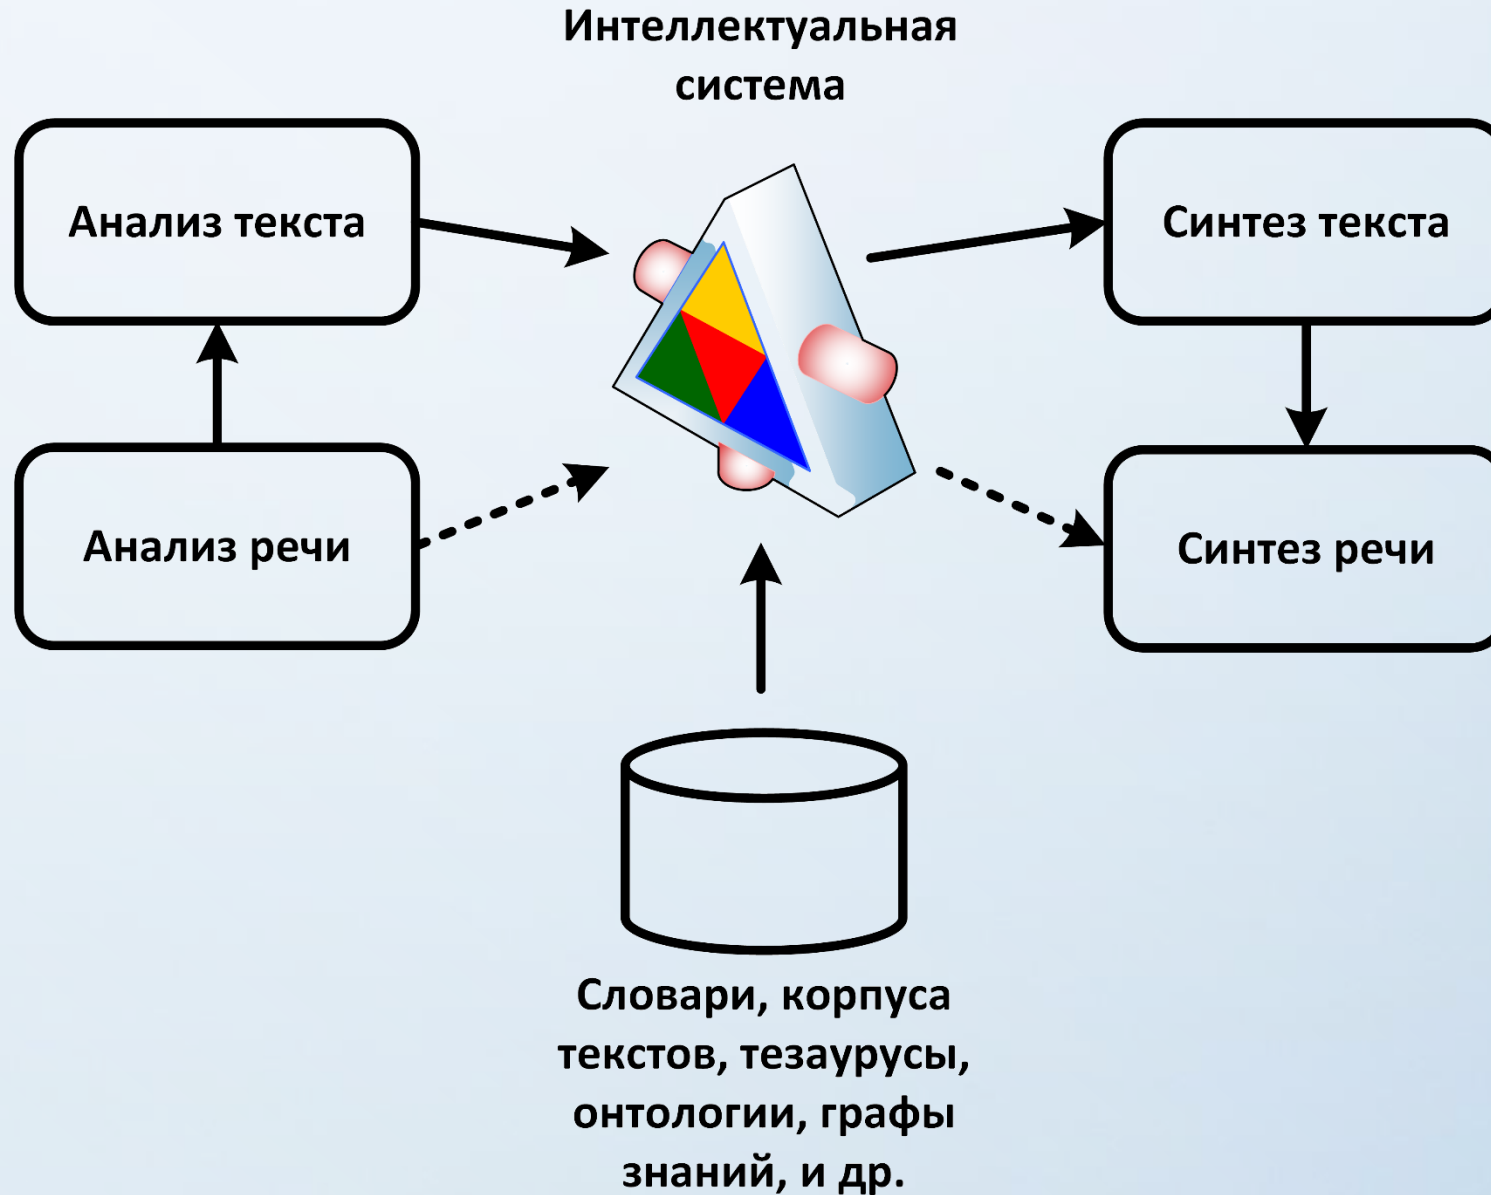 Интеллектуальная
система
Анализ текста
Синтез текста
Анализ речи
Синтез речи
Словари, корпуса
текстов, тезаурусы,
онтологии, графы
знаний, и др.